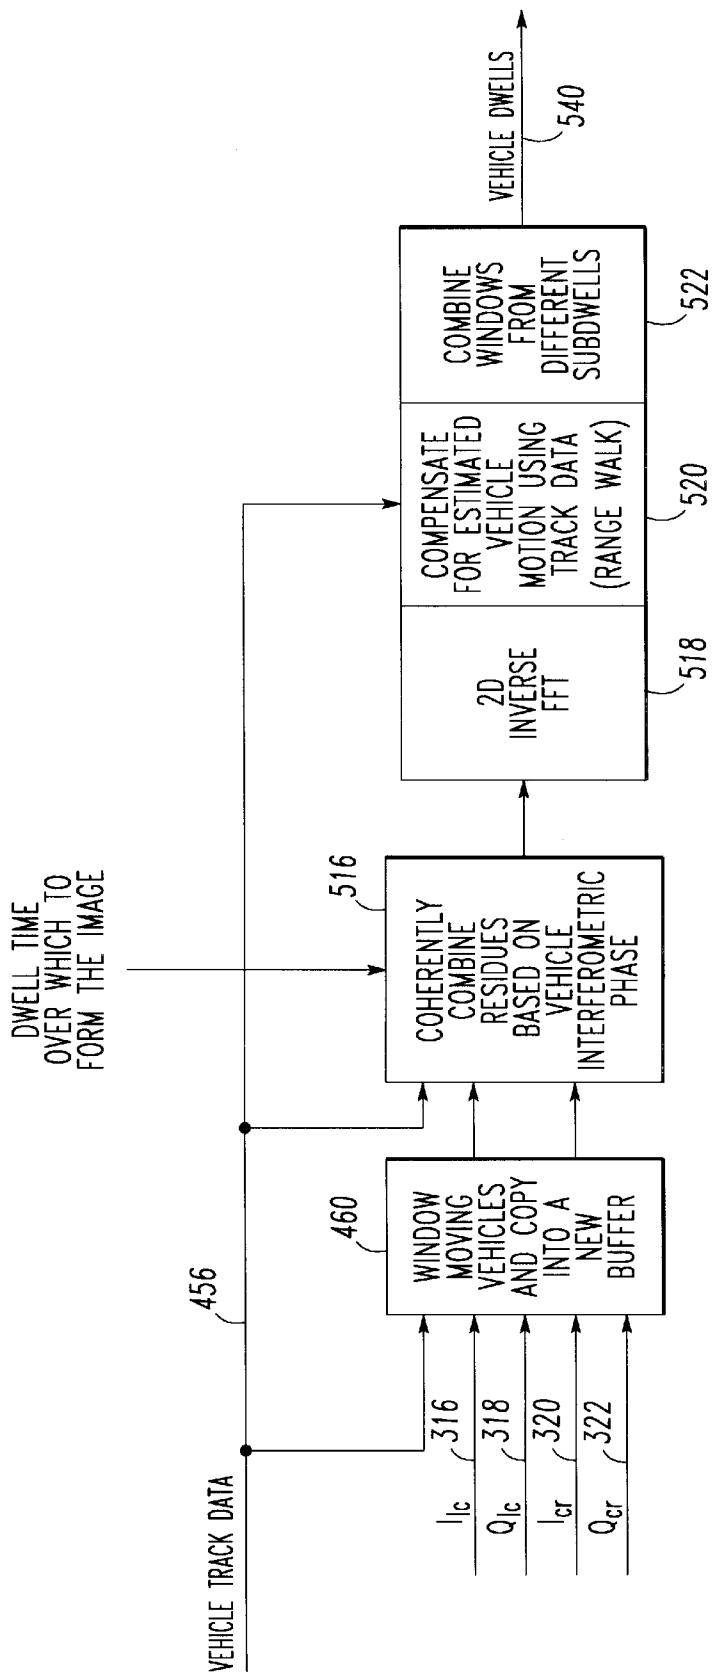 DWELL TIME
OVER WHICH TO
FORM THE IMAGE
VEHICLE TRACK DATA
456
I_lc
316
Q_lc
318
I_cr
320
Q_cr
322
460
WINDOW
MOVING
VEHICLES
AND COPY
INTO A
NEW
BUFFER
516
COHERENTLY
COMBINE
RESIDUES
BASED ON
VEHICLE
INTERFEROMETRIC
PHASE
2D
INVERSE
FFT
518
COMPENSATE
FOR ESTIMATED
VEHICLE
MOTION USING
TRACK DATA
(RANGE WALK)
520
COMBINE
WINDOWS
FROM
DIFFERENT
SUBDWELLS
522
VEHICLE DWELLS
540